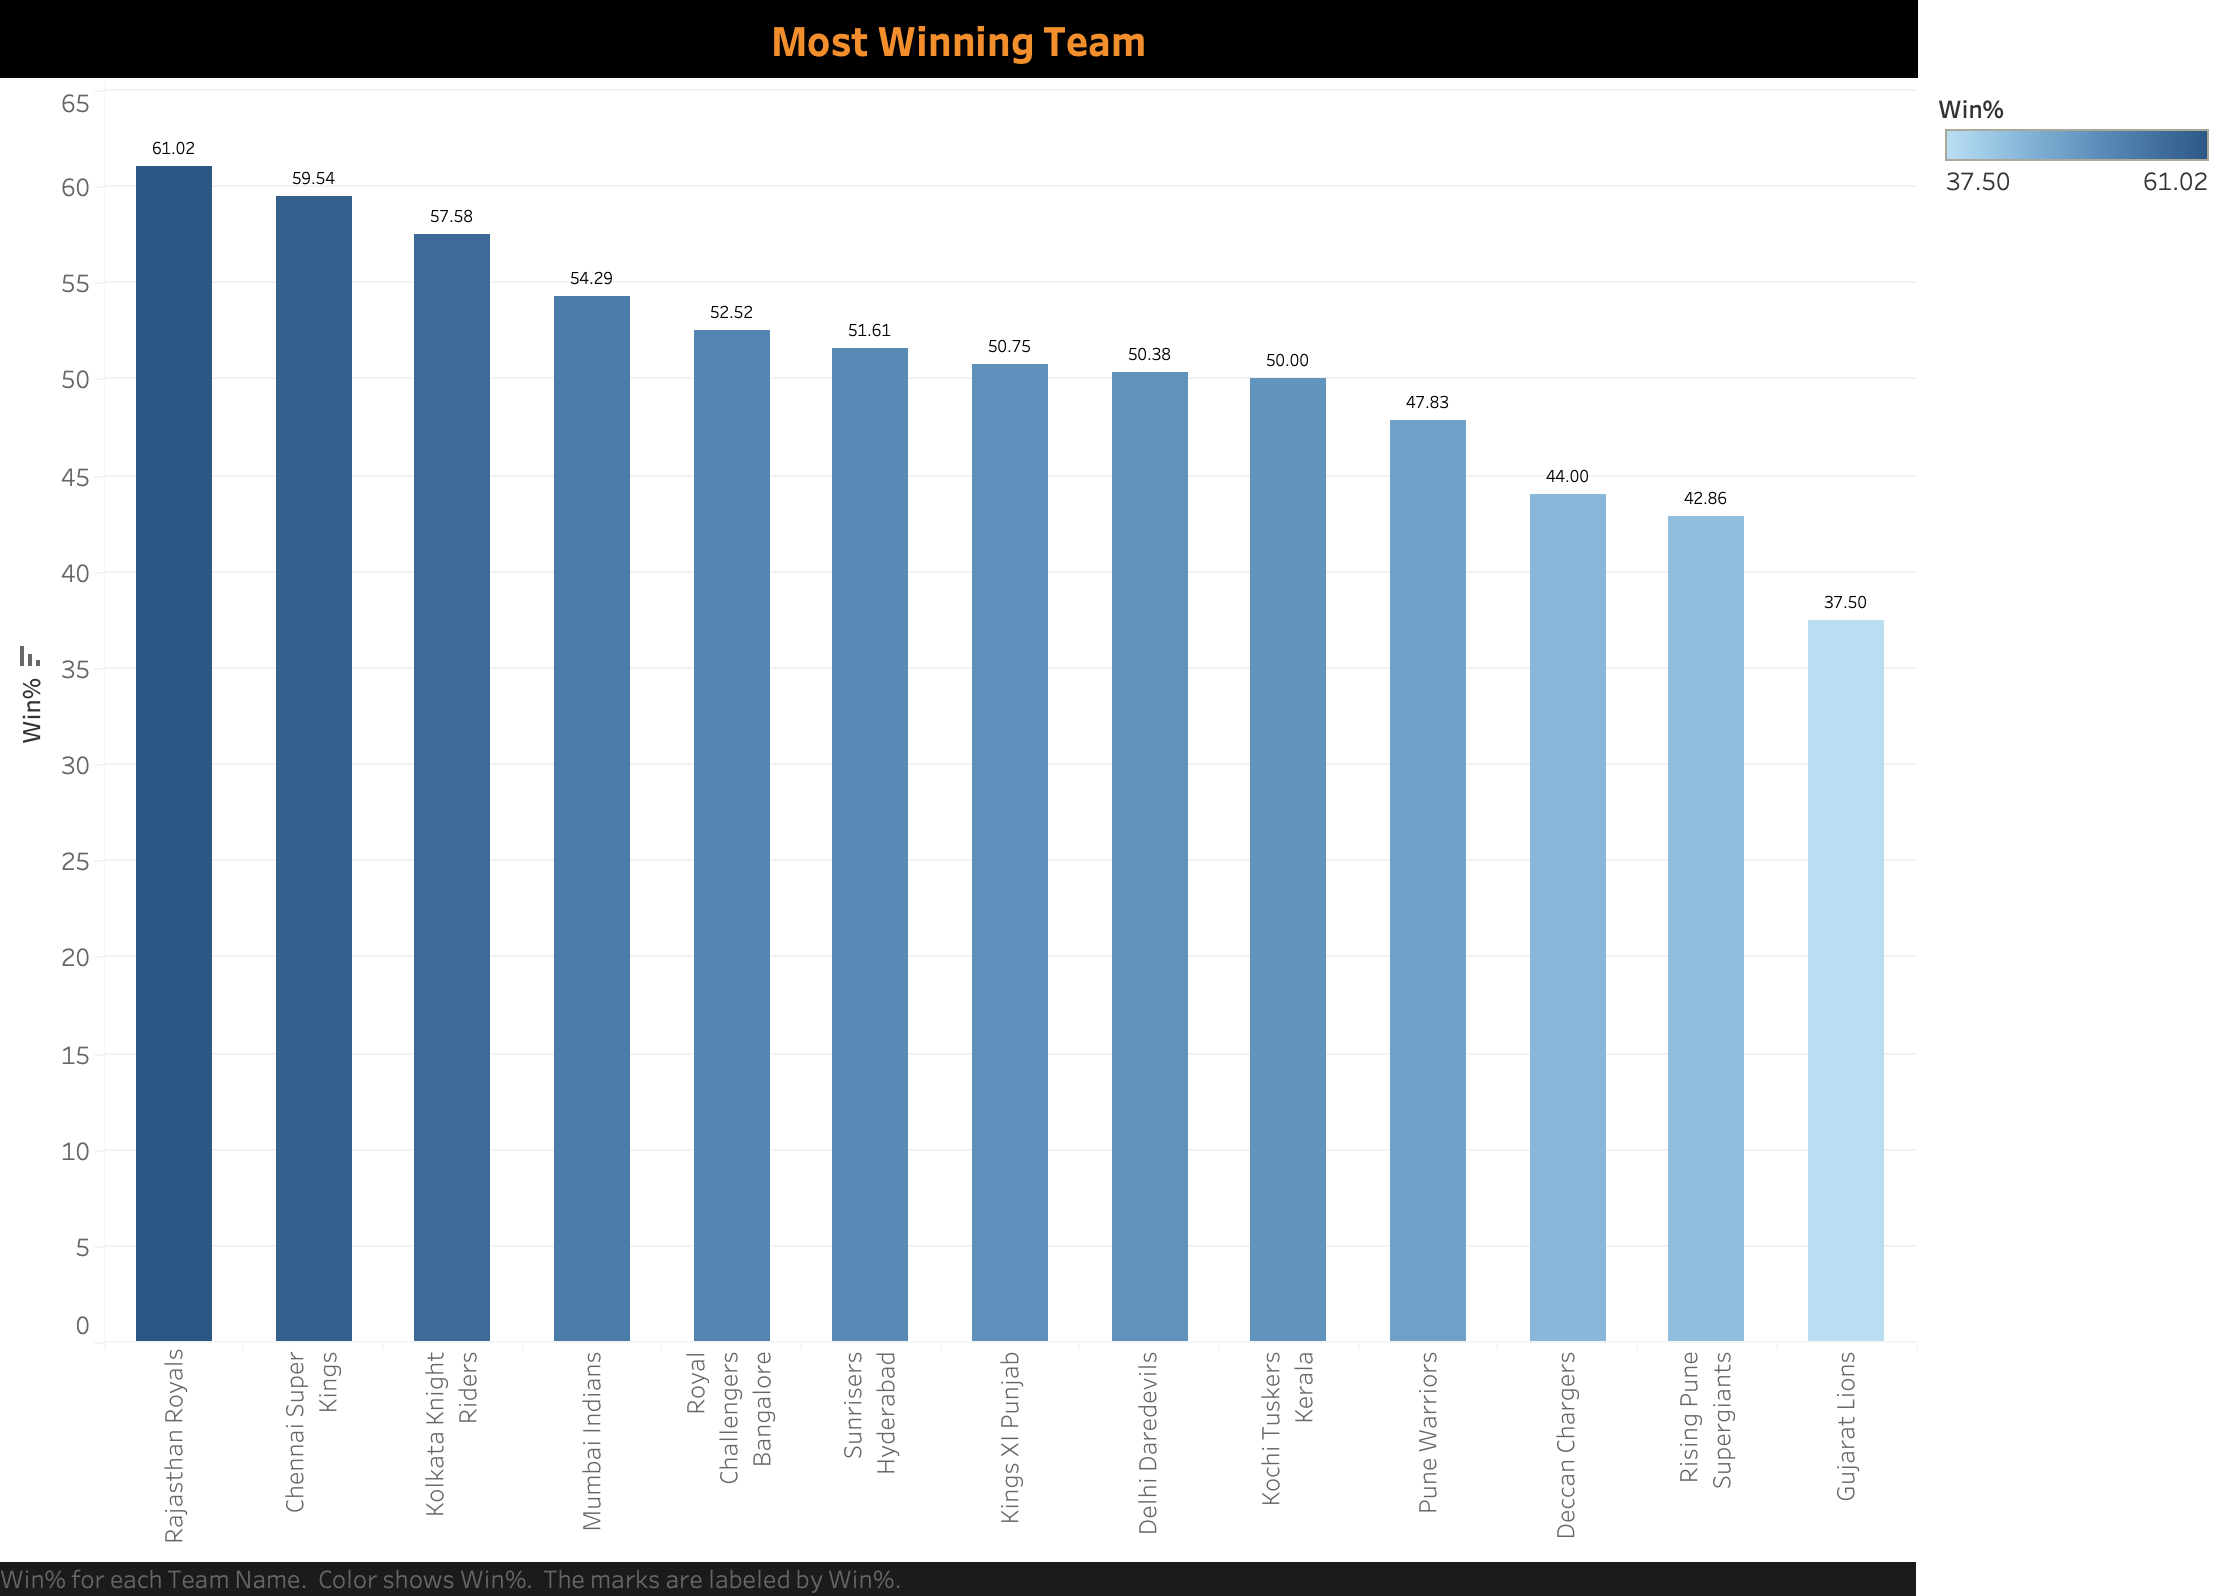 Most Winning Team
Win%
37.50 61.02
65
60
55
50
45
40
35
30
25
20
15
10
5
0
Win%
61.02
59.54
57.58
54.29
52.52
51.61
50.75
50.38
50.00
47.83
44.00
42.86
37.50
Rajasthan Royals
Chennai Super
Kings
Kolkata Knight
Riders
Mumbai Indians
Royal
Challengers
Bangalore
Sunrisers
Hyderabad
Kings XI Punjab
Delhi Daredevils
Kochi Tuskers
Kerala
Pune Warriors
Deccan Chargers
Rising Pune
Supergiants
Gujarat Lions
Win% for each Team Name.  Color shows Win%.  The marks are labeled by Win%.